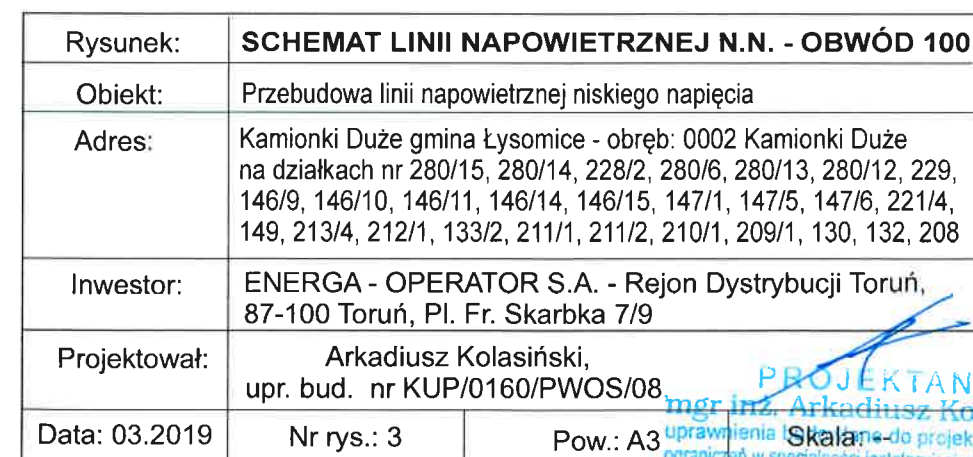 Rysunek: SCHEMAT LINII NAPOWIETRZNEJ N.N. - OBWÓD 100
Obiekt: Przebudowa linii napowietrznej niskiego napięcia
Adres: Kamionki Duże gmina Łysomice - obręb: 0002 Kamionki Duże
na działkach nr 280/15, 280/14, 228/2, 280/6, 280/13, 280/12, 229,
146/9, 146/10, 146/11, 146/14, 146/15, 147/1, 147/5, 147/6, 221/4,
149, 213/4, 212/1, 133/2, 211/1, 211/2, 210/1, 209/1, 130, 132, 208
Inwestor: ENERGA - OPERATOR S.A. - Rejon Dystrybucji Toruń,
87-100 Toruń, Pl. Fr. Skarbka 7/9
Projektował: Arkadiusz Kolasiński,
upr. bud. nr KUP/0160/PWOS/08
PROJEKTAN
mgr inż. Arkadiusz Ko
Data: 03.2019 Nr rys.: 3 Pow.: A3 Skala: --
uprawnienia do projek